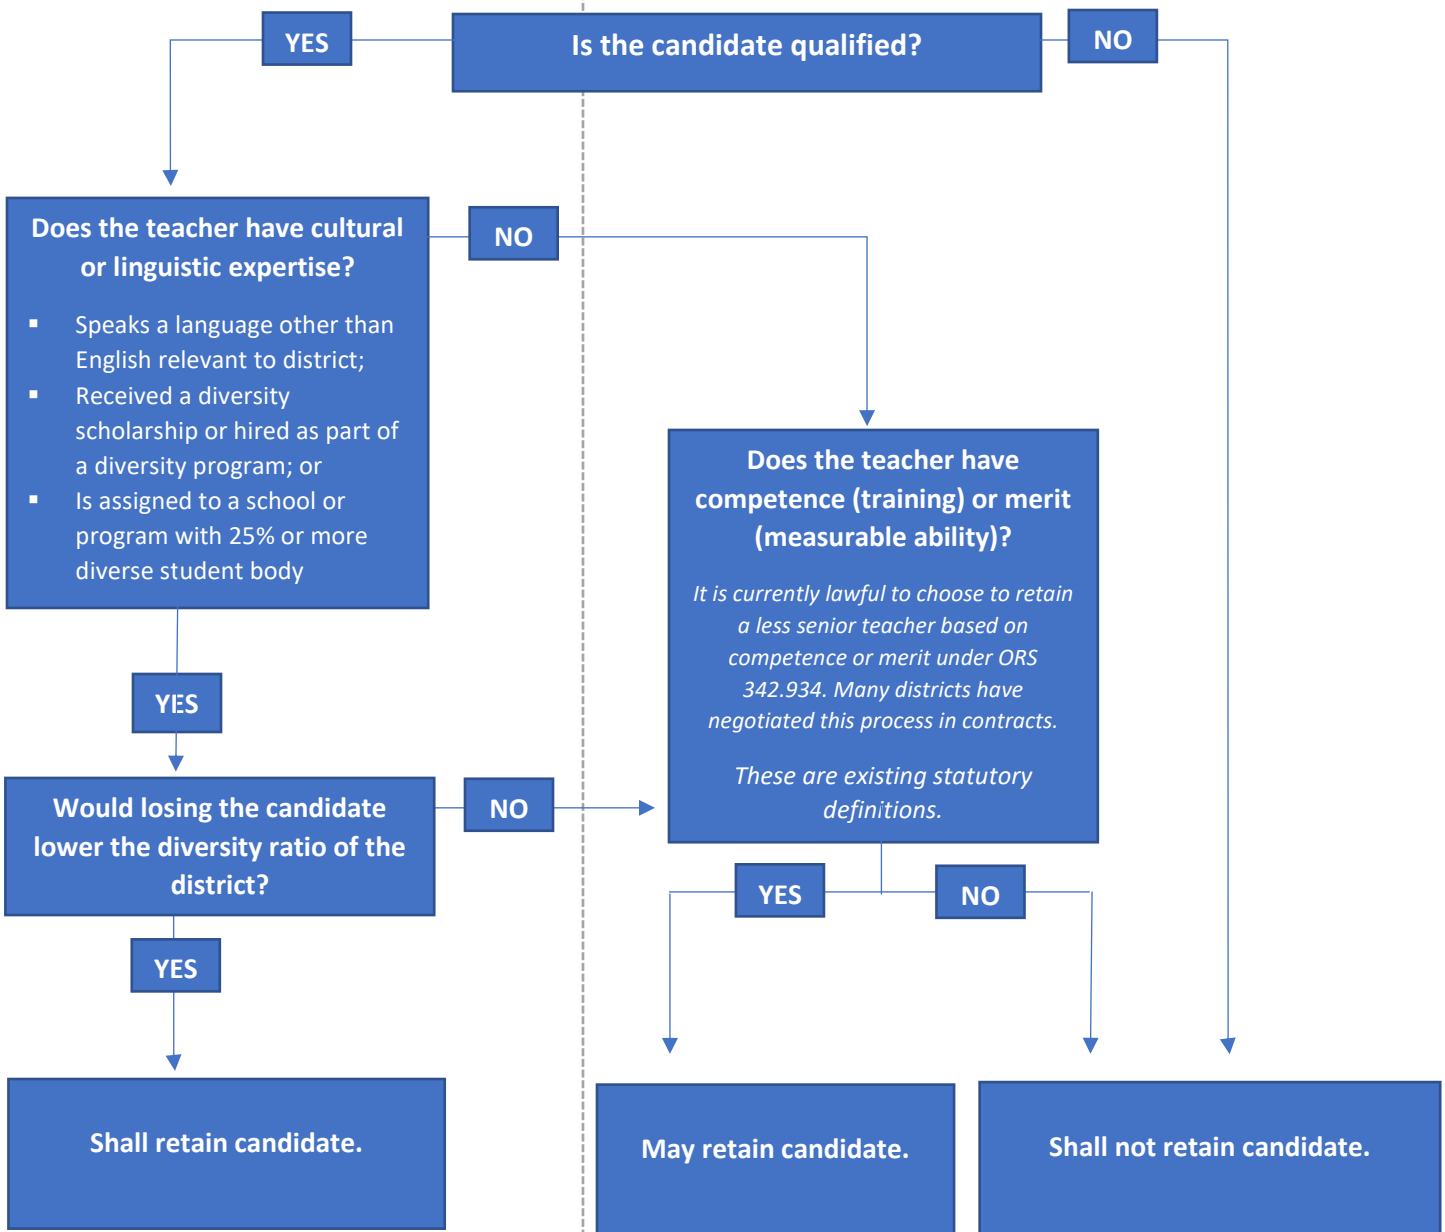 YES
Is the candidate qualified?
NO
Does the teacher have cultural
or linguistic expertise?
▪ Speaks a language other than
English relevant to district;
▪ Received a diversity
scholarship or hired as part of
a diversity program; or
▪ Is assigned to a school or
program with 25% or more
diverse student body
NO
Does the teacher have
competence (training) or merit
(measurable ability)?
It is currently lawful to choose to retain
a less senior teacher based on
competence or merit under ORS
342.934. Many districts have
negotiated this process in contracts.
These are existing statutory
definitions.
YES
Would losing the candidate
lower the diversity ratio of the
district?
NO
YES
NO
YES
Shall retain candidate.
May retain candidate.
Shall not retain candidate.